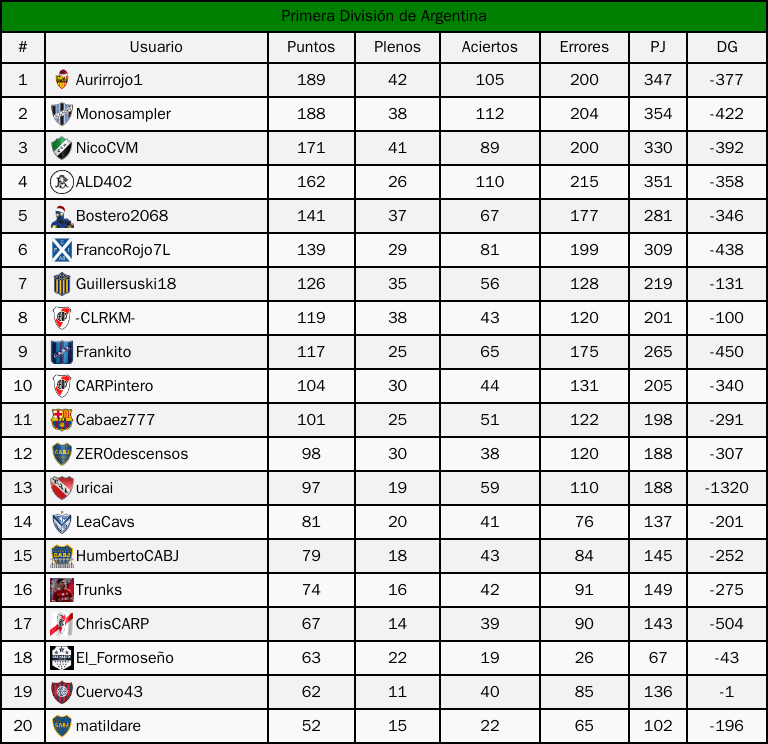 Primera División de Argentina
# Usuario Puntos Plenos Aciertos Errores PJ DG
1 Aurirrojo1 189 42 105 200 347 -377
2 Monosampler 188 38 112 204 354 -422
3 NicoCVM 171 41 89 200 330 -392
4 ALD402 162 26 110 215 351 -358
5 Bostero2068 141 37 67 177 281 -346
6 FrancoRojo7L 139 29 81 199 309 -438
7 Guillersuski18 126 35 56 128 219 -131
8 -CLRKM- 119 38 43 120 201 -100
9 Frankito 117 25 65 175 265 -450
10 CARPintero 104 30 44 131 205 -340
11 Cabaez777 101 25 51 122 198 -291
12 ZER0descensos 98 30 38 120 188 -307
13 uricai 97 19 59 110 188 -1320
14 LeaCavs 81 20 41 76 137 -201
15 HumbertoCABJ 79 18 43 84 145 -252
16 Trunks 74 16 42 91 149 -275
17 ChrisCARP 67 14 39 90 143 -504
18 El_Formoseño 63 22 19 26 67 -43
19 Cuervo43 62 11 40 85 136 -1
20 matildare 52 15 22 65 102 -196